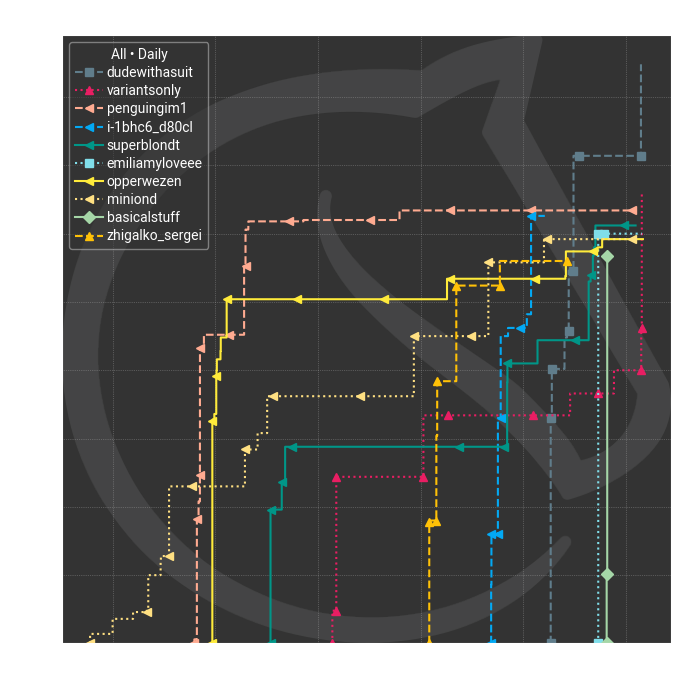 All • Daily
dudewithasuit
variantsonly
penguingim1
i-1bhc6_d80cl
superblondt
emiliamyloveee
opperwezen
miniond
basicalstuff
zhigalko_sergei